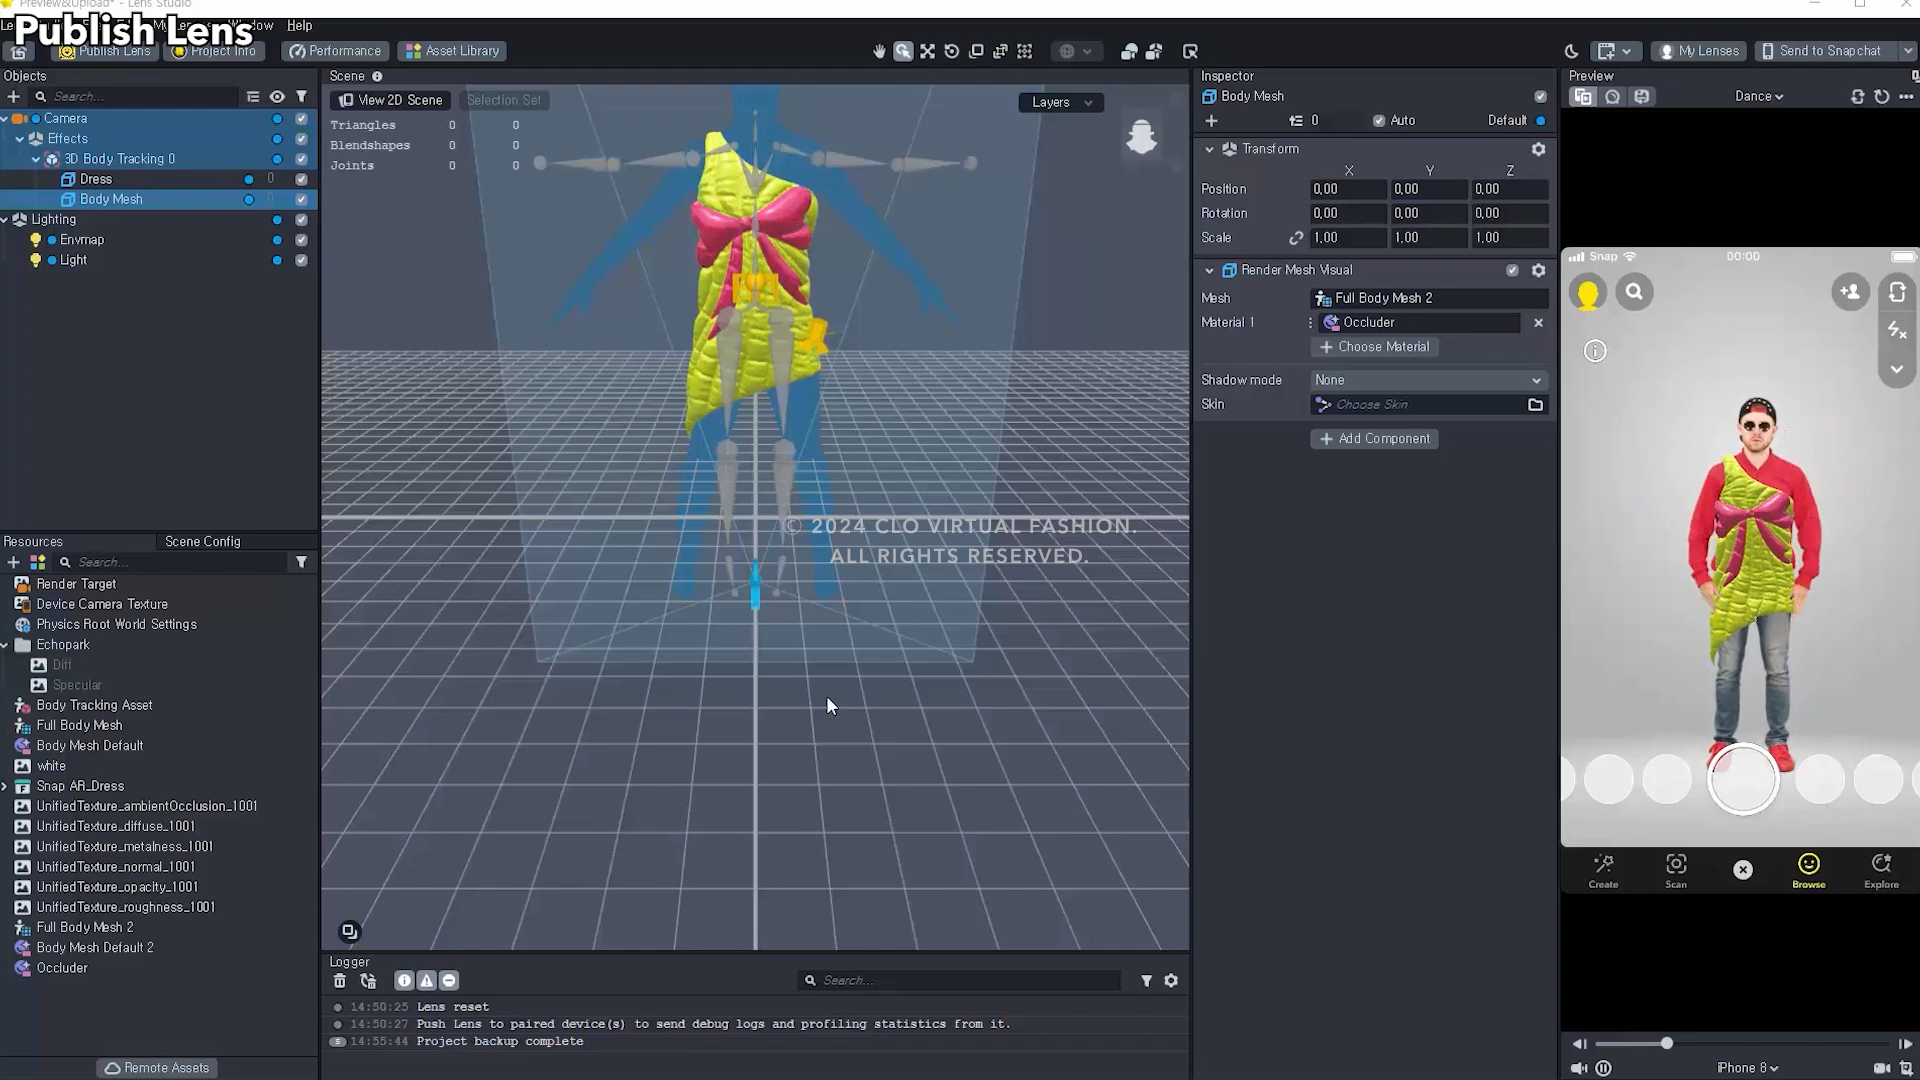 Preview&Upload* - Lens Studio
Publish Lens
Window Help
Publish Lens Project Info Performance Asset Library My Lenses Send to Snapchat
Objects
Search...
Camera
Effects
3D Body Tracking 0
Dress 0
Body Mesh 0
Lighting
Envmap
Light
Resources Scene Config
Search...
Render Target
Device Camera Texture
Physics Root World Settings
Echopark
Diff
Specular
Body Tracking Asset
Full Body Mesh
Body Mesh Default
white
Snap AR_Dress
UnifiedTexture_ambientOcclusion_1001
UnifiedTexture_diffuse_1001
UnifiedTexture_metalness_1001
UnifiedTexture_normal_1001
UnifiedTexture_opacity_1001
UnifiedTexture_roughness_1001
Full Body Mesh 2
Body Mesh Default 2
Occluder
Remote Assets
Scene
View 2D Scene Selection Set Layers
Triangles 0 0
Blendshapes 0 0
Joints 0 0
© 2024 CLO VIRTUAL FASHION.
ALL RIGHTS RESERVED.
Logger
Search...
14:50:25 Lens reset
14:50:27 Push Lens to paired device(s) to send debug logs and profiling statistics from it.
14:55:44 Project backup complete
Inspector
Body Mesh
0 Auto Default
Transform
X Y Z
Position 0.00 0.00 0.00
Rotation 0.00 0.00 0.00
Scale 1.00 1.00 1.00
Render Mesh Visual
Mesh Full Body Mesh 2
Material 1 Occluder
Choose Material
Shadow mode None
Skin Choose Skin
Add Component
Preview
Dance
Snap 00:00
Create Scan Browse Explore
iPhone 8